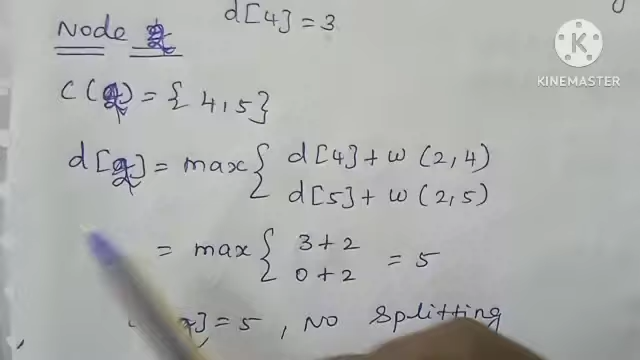 d[4] = 3
Node 2
C(2) = { 4, 5 }
d[2] = max { d[4] + w (2, 4)
d[5] + w (2, 5)
= max { 3 + 2
0 + 2 = 5
] = 5 , No splitting
K
KINEMASTER